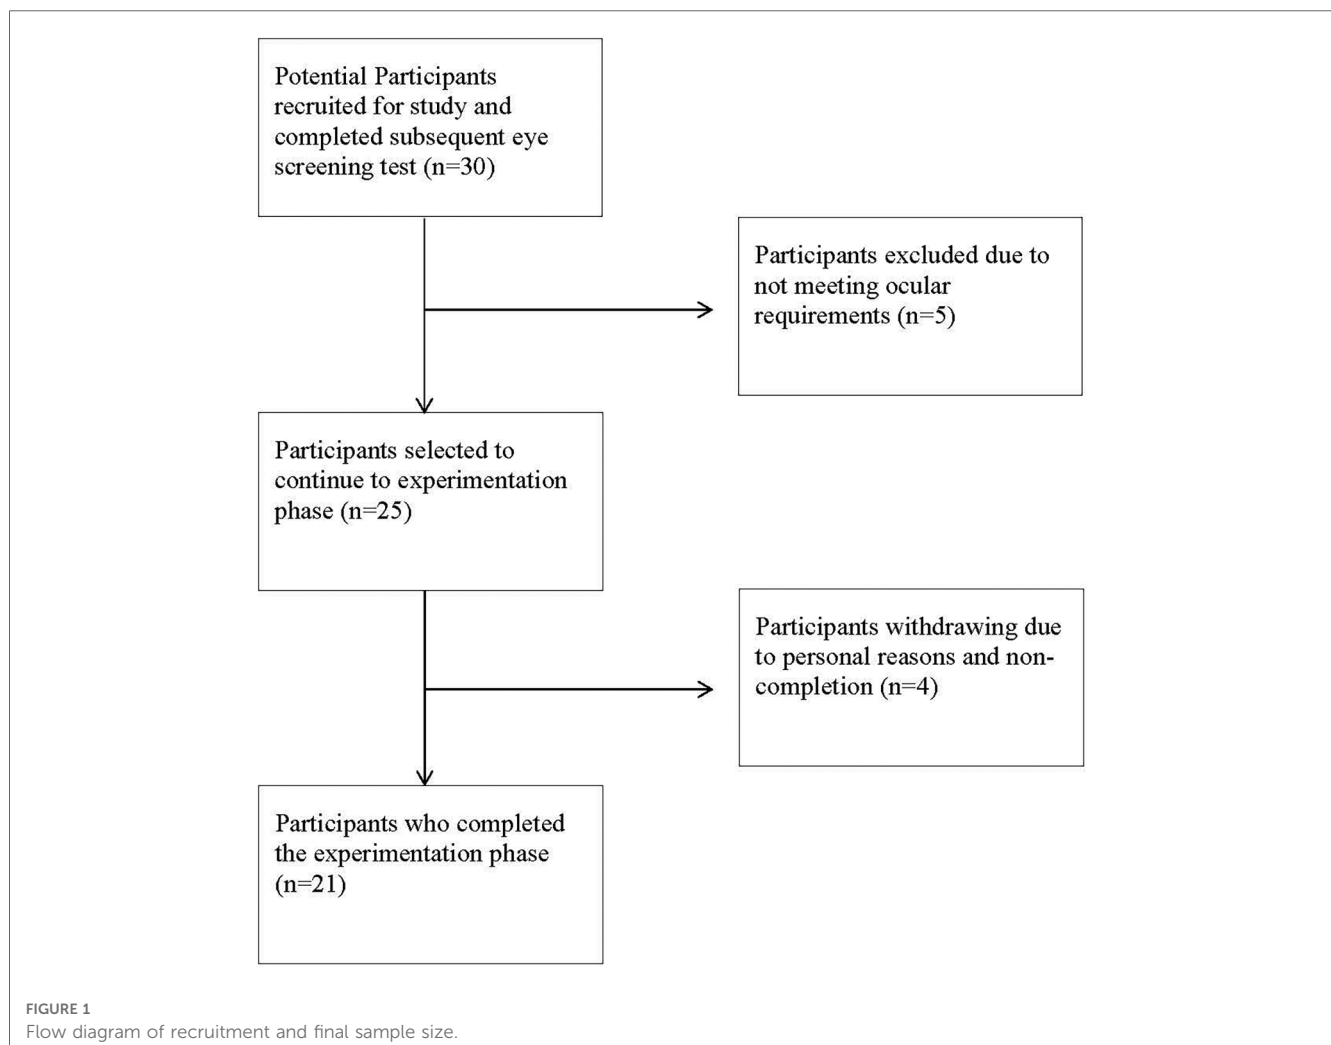 Potential Participants
recruited for study and
completed subsequent eye
screening test (n=30)
Participants excluded due to
not meeting ocular
requirements (n=5)
Participants selected to
continue to experimentation
phase (n=25)
Participants withdrawing due
to personal reasons and non-
completion (n=4)
Participants who completed
the experimentation phase
(n=21)
FIGURE 1
Flow diagram of recruitment and final sample size.